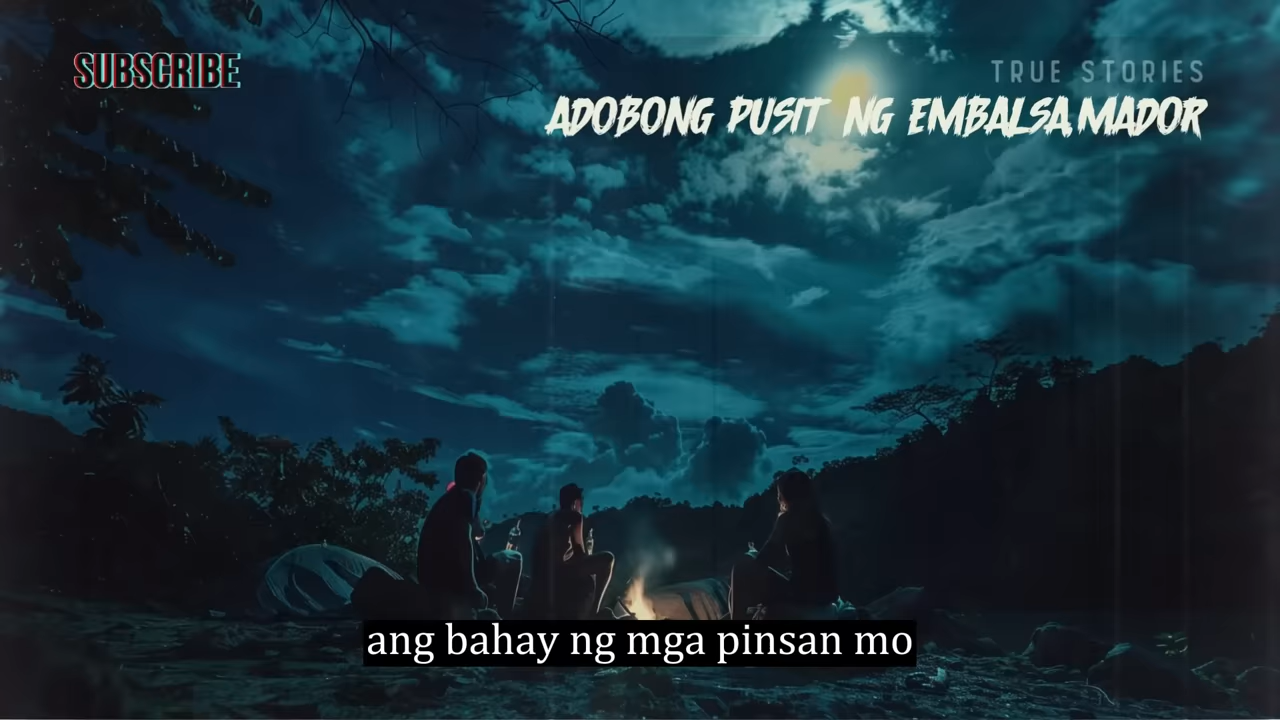 SUBSCRIBE
TRUE STORIES
ADOBONG PUSIT NG EMBALSAMADOR
ang bahay ng mga pinsan mo